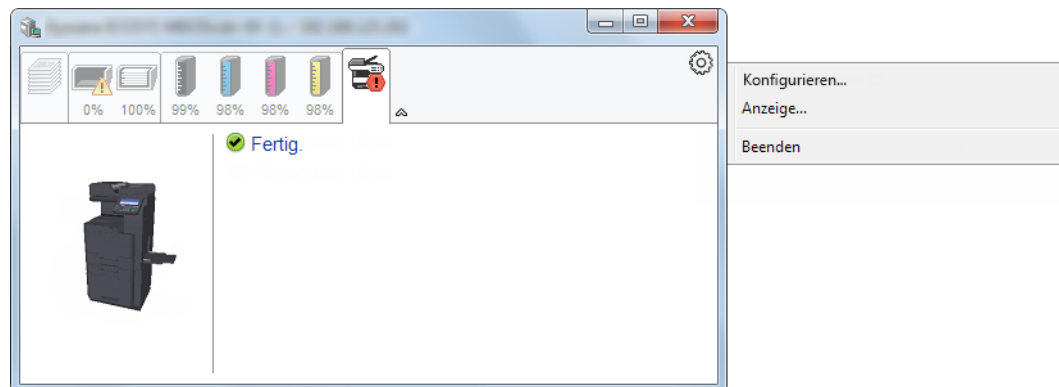 0% 100% 99% 98% 98% 98%
Fertig.
Konfigurieren...
Anzeige...
Beenden